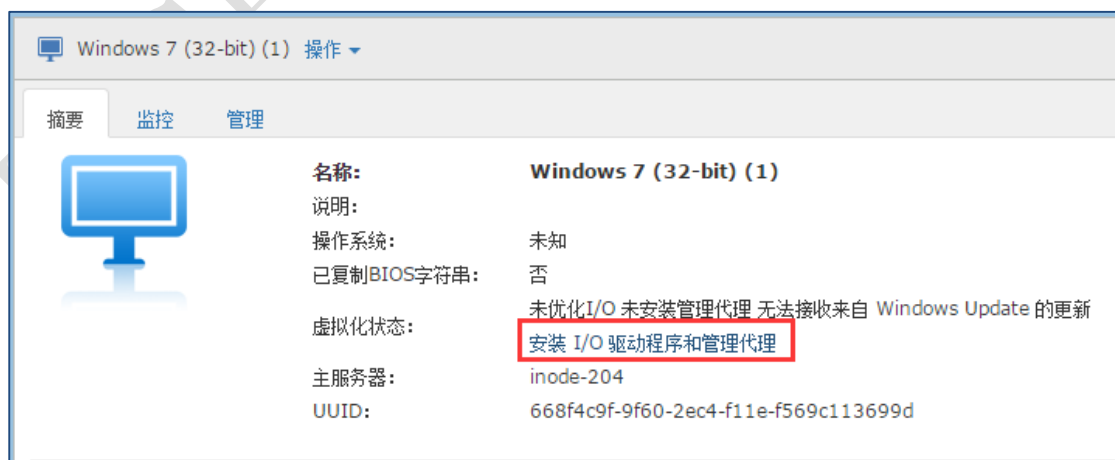 Windows 7 (32-bit) (1) 操作
摘要 监控 管理
名称: Windows 7 (32-bit) (1)
说明:
操作系统: 未知
已复制BIOS字符串: 否
虚拟化状态: 未优化I/O 未安装管理代理 无法接收来自 Windows Update 的更新
安装 I/O 驱动程序和管理代理
主服务器: inode-204
UUID: 668f4c9f-9f60-2ec4-f11e-f569c113699d